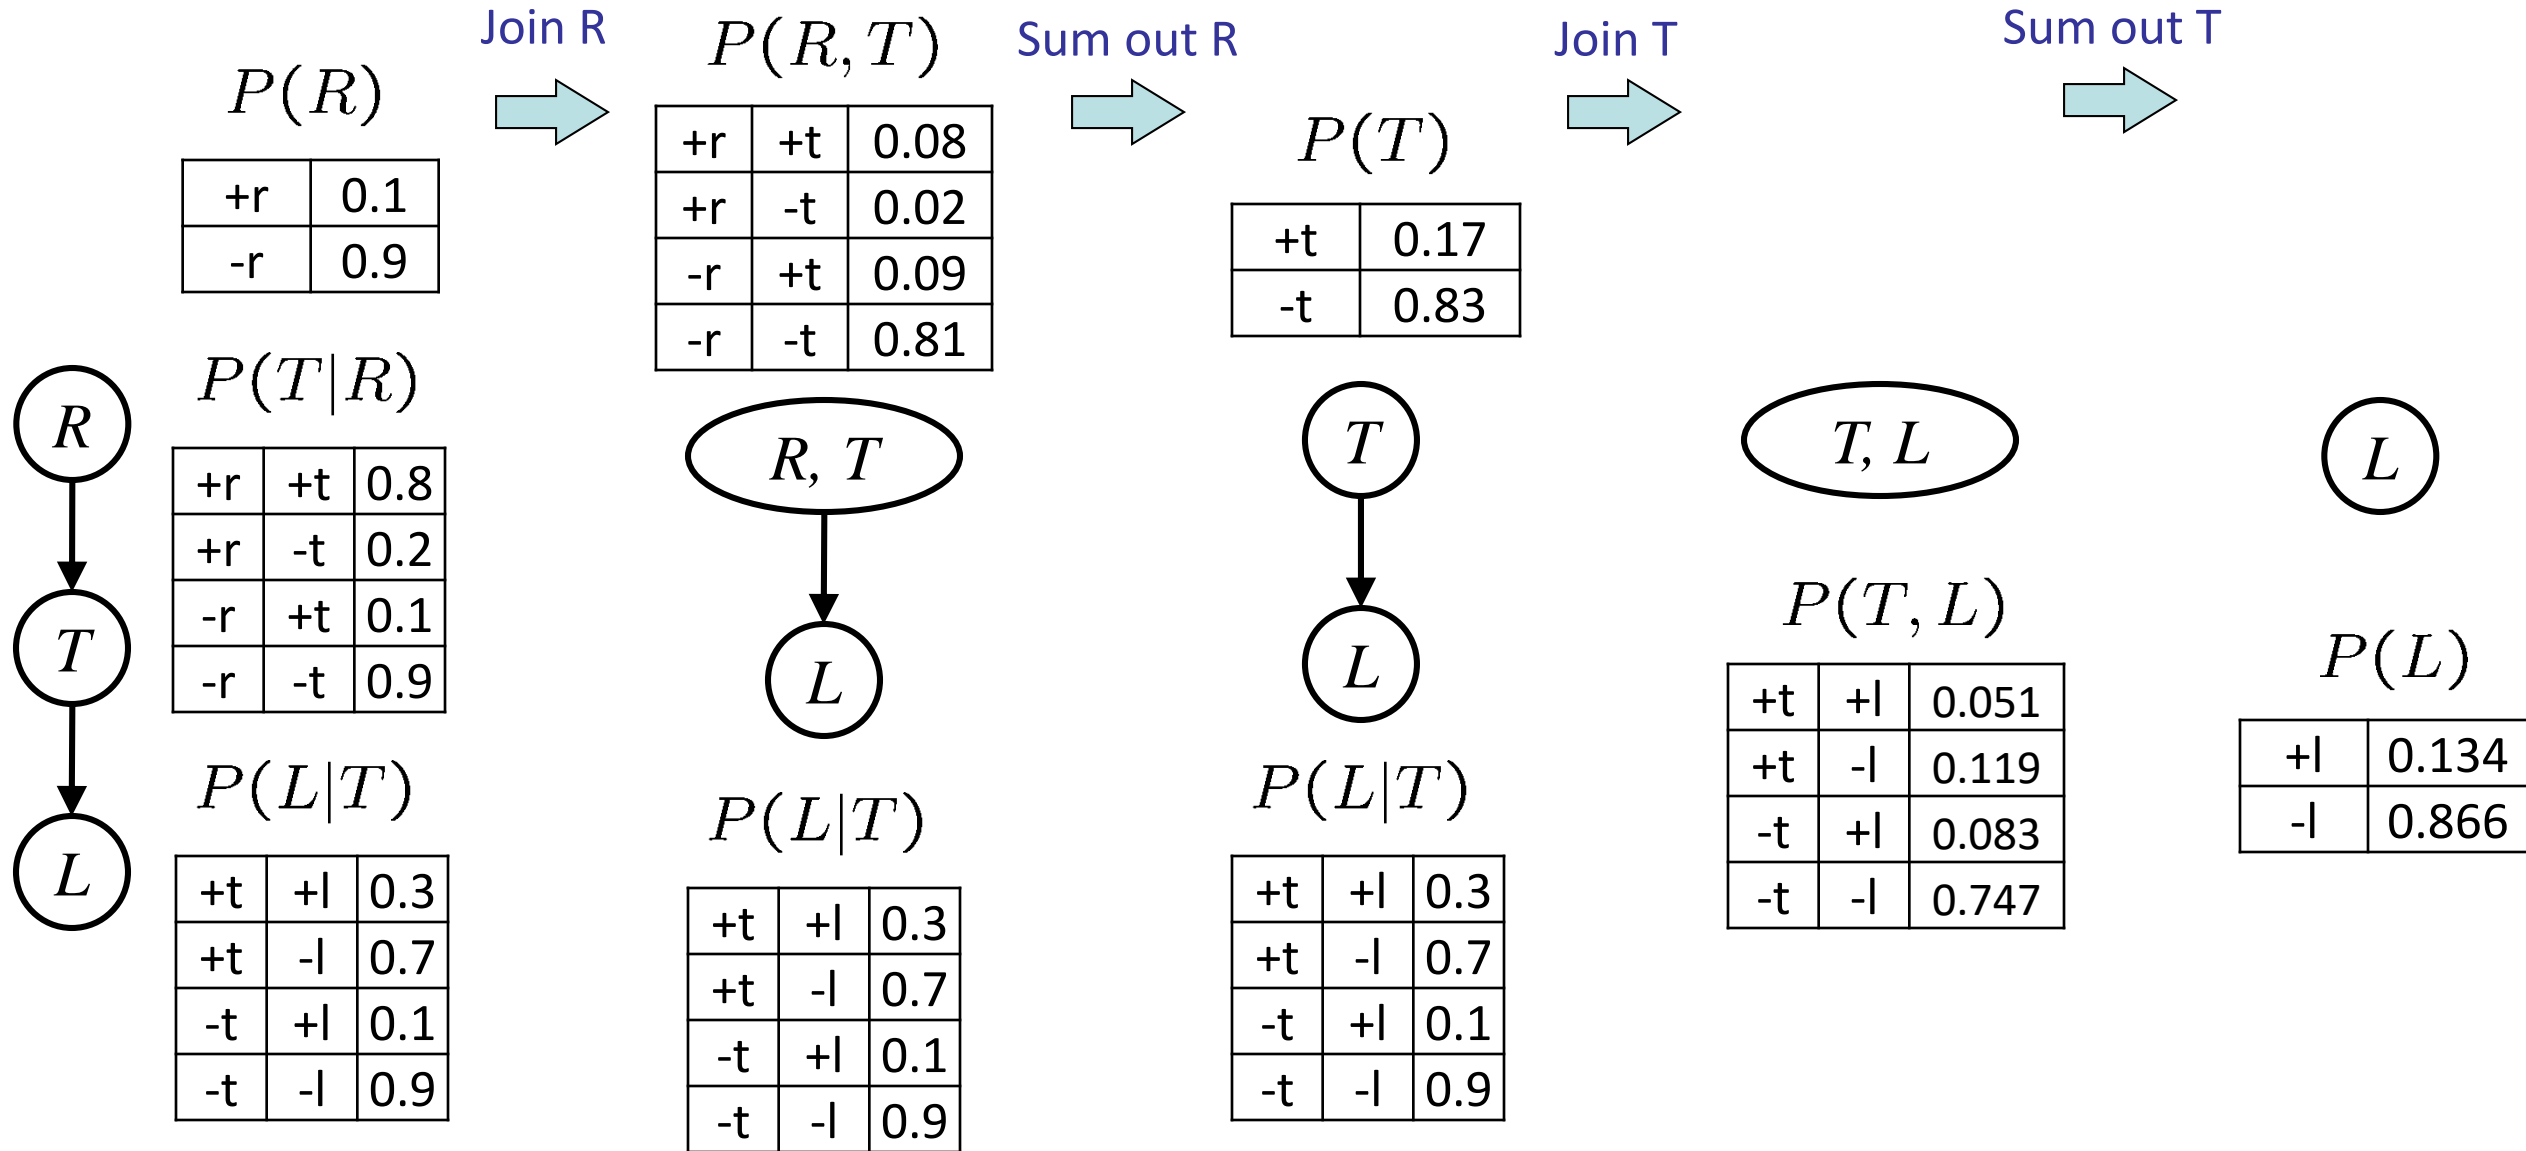 Join R
Sum out R
Join T
Sum out T
P(R)
+r 0.1
-r 0.9
P(T|R)
+r +t 0.8
+r -t 0.2
-r +t 0.1
-r -t 0.9
P(L|T)
+t +l 0.3
+t -l 0.7
-t +l 0.1
-t -l 0.9
R
T
L
P(R, T)
+r +t 0.08
+r -t 0.02
-r +t 0.09
-r -t 0.81
R, T
L
P(L|T)
+t +l 0.3
+t -l 0.7
-t +l 0.1
-t -l 0.9
P(T)
+t 0.17
-t 0.83
T
L
P(L|T)
+t +l 0.3
+t -l 0.7
-t +l 0.1
-t -l 0.9
T, L
P(T, L)
+t +l 0.051
+t -l 0.119
-t +l 0.083
-t -l 0.747
L
P(L)
+l 0.134
-l 0.866